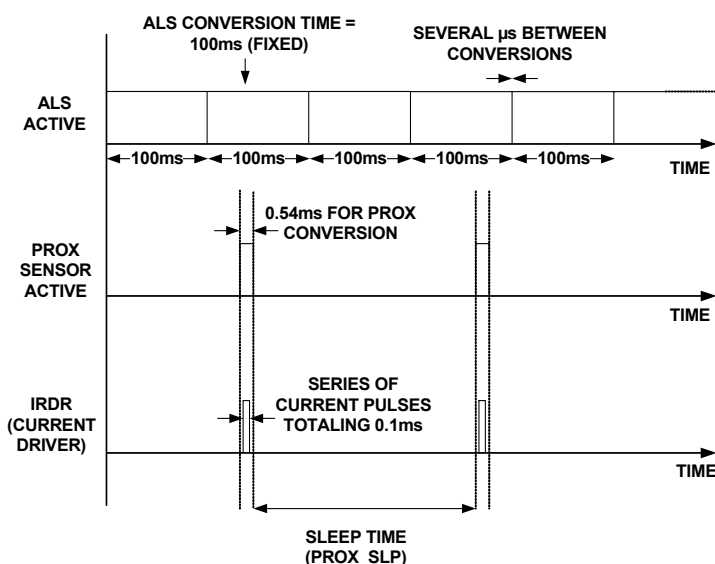 ALS CONVERSION TIME =
100ms (FIXED)
SEVERAL µs BETWEEN
CONVERSIONS
ALS
ACTIVE
100ms 100ms 100ms 100ms 100ms
TIME
0.54ms FOR PROX
CONVERSION
PROX
SENSOR
ACTIVE
TIME
IRDR
(CURRENT
DRIVER)
SERIES OF
CURRENT PULSES
TOTALING 0.1ms
TIME
SLEEP TIME
(PROX_SLP)